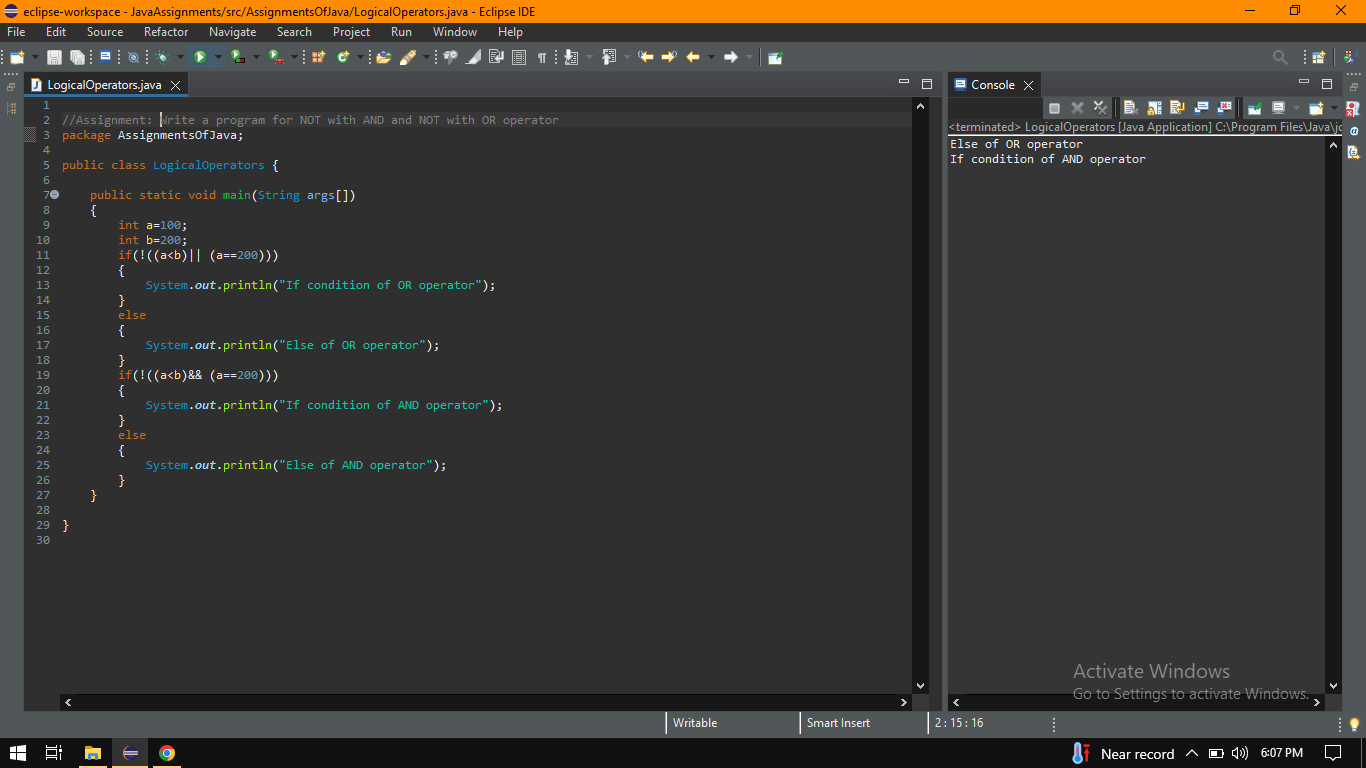 eclipse-workspace - JavaAssignments/src/AssignmentsOfJava/LogicalOperators.java - Eclipse IDE
File Edit Source Refactor Navigate Search Project Run Window Help
LogicalOperators.java
1
2 //Assignment: Write a program for NOT with AND and NOT with OR operator
3 package AssignmentsOfJava;
4
5 public class LogicalOperators {
6
7 public static void main(String args[])
8 {
9 int a=100;
10 int b=200;
11 if(!((a<b)|| (a==200)))
12 {
13 System.out.println("If condition of OR operator");
14 }
15 else
16 {
17 System.out.println("Else of OR operator");
18 }
19 if(!((a<b)&& (a==200)))
20 {
21 System.out.println("If condition of AND operator");
22 }
23 else
24 {
25 System.out.println("Else of AND operator");
26 }
27 }
28
29 }
30
Console
<terminated> LogicalOperators [Java Application] C:\Program Files\Java\jd
Else of OR operator
If condition of AND operator
Activate Windows
Go to Settings to activate Windows.
Writable Smart Insert 2 : 15 : 16
Near record 6:07 PM